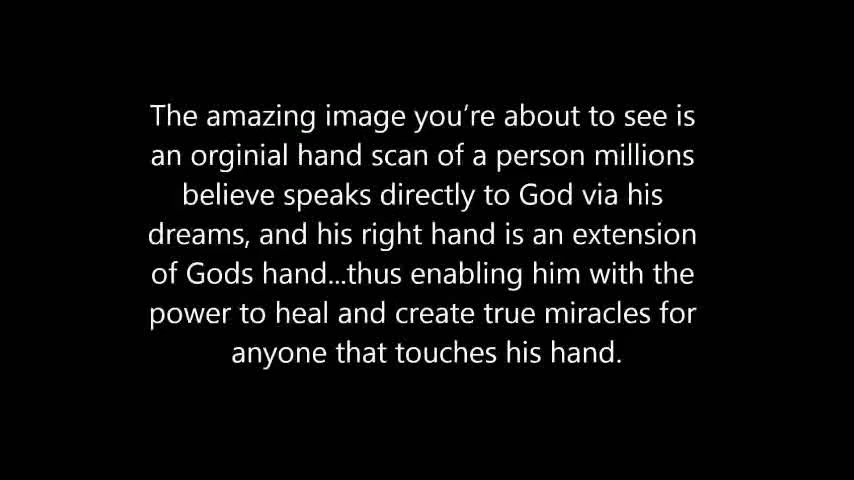 The amazing image you’re about to see is
an orginial hand scan of a person millions
believe speaks directly to God via his
dreams, and his right hand is an extension
of Gods hand...thus enabling him with the
power to heal and create true miracles for
anyone that touches his hand.